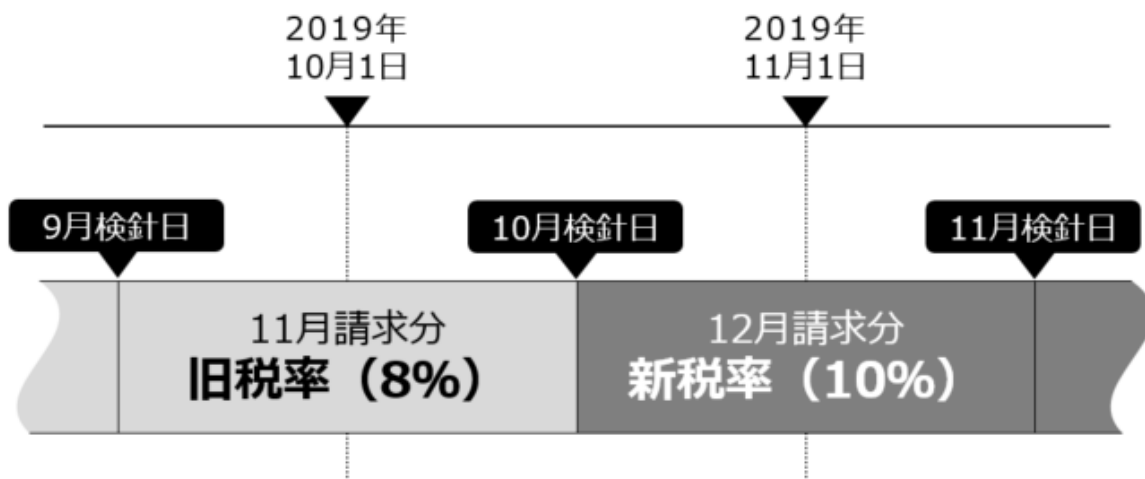 2019年
10月1日
2019年
11月1日
9月検針日
10月検針日
11月検針日
11月請求分
旧税率（8%）
12月請求分
新税率（10%）